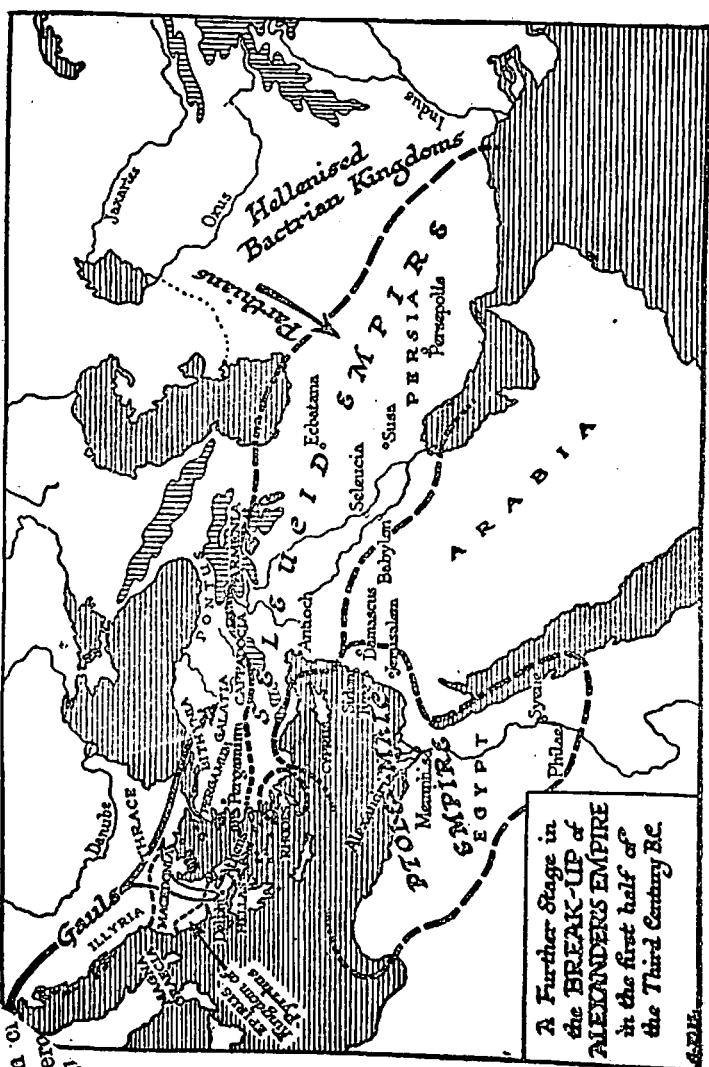 Jaxartes
Oxus
Indus
Hellenised
Bactrian Kingdoms
Parthians
SELEUCID EMPIRE
PERSIA
Persepolis
Ecbatana
Susa
Seleucia
Babylon
ARABIA
ARMENIA
PONTUS
CAPPADOCIA
GALATIA
BITHYNIA
Pergamum
Antioch
Damascus
Jerusalem
Sidon
CYPRUS
RHODES
THRACE
Danube
Gauls
ILLYRIA
MACEDONIA
MAGNA
GRAECIA
EPIRUS
Kingdom of
Pyrrhus
EMPIRE
EGYPT
Memphis
Syene
Philae
A Further Stage in
the BREAK-UP of
ALEXANDER'S EMPIRE
in the first half of
the Third Century B.C.